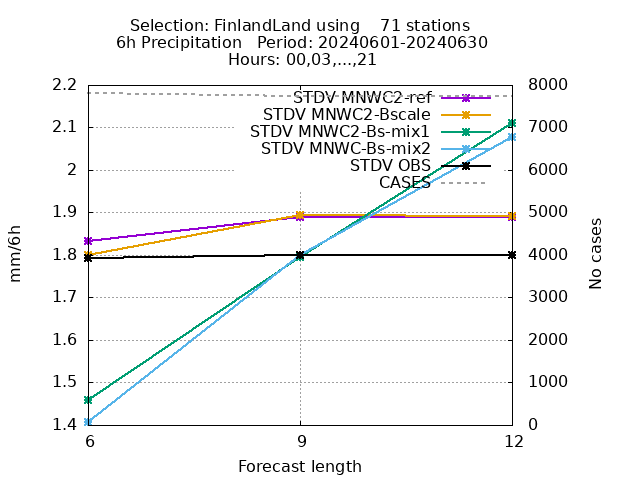 Selection: FinlandLand using    71 stations
6h Precipitation   Period: 20240601-20240630
Hours: 00,03,...,21
2.2
2.1
2
1.9
1.8
1.7
1.6
1.5
1.4
mm/6h
STDV MNWC2-ref
STDV MNWC2-Bscale
STDV MNWC2-Bs-mix1
STDV MNWC-Bs-mix2
STDV OBS
CASES
8000
7000
6000
5000
4000
3000
2000
1000
0
No cases
6 9 12
Forecast length